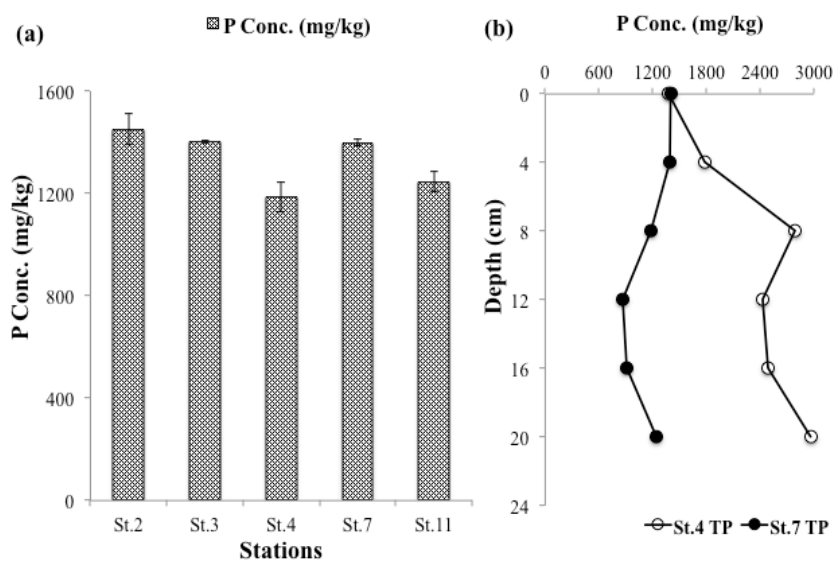 (a)
P Conc. (mg/kg)
1600
1200
800
400
0
P Conc. (mg/kg)
St.2 St.3 St.4 St.7 St.11
Stations
(b)
P Conc. (mg/kg)
0 600 1200 1800 2400 3000
0
4
8
12
16
20
24
Depth (cm)
St.4 TP St.7 TP